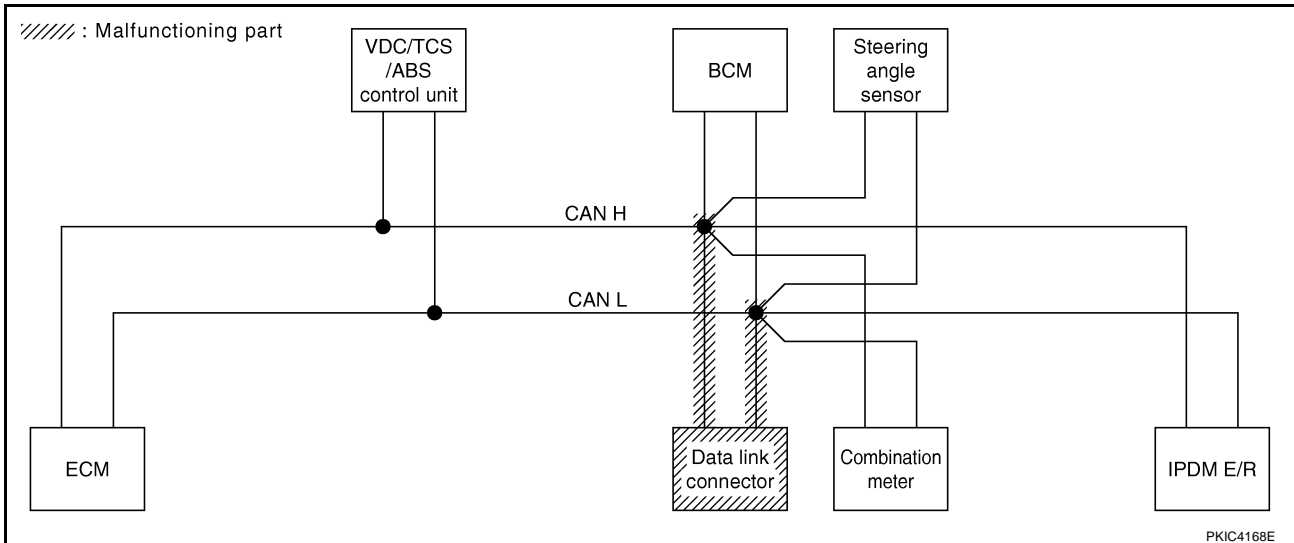 : Malfunctioning part
VDC/TCS
/ABS
control unit
BCM
Steering
angle
sensor
CAN H
CAN L
ECM
Data link
connector
Combination
meter
IPDM E/R
PKIC4168E